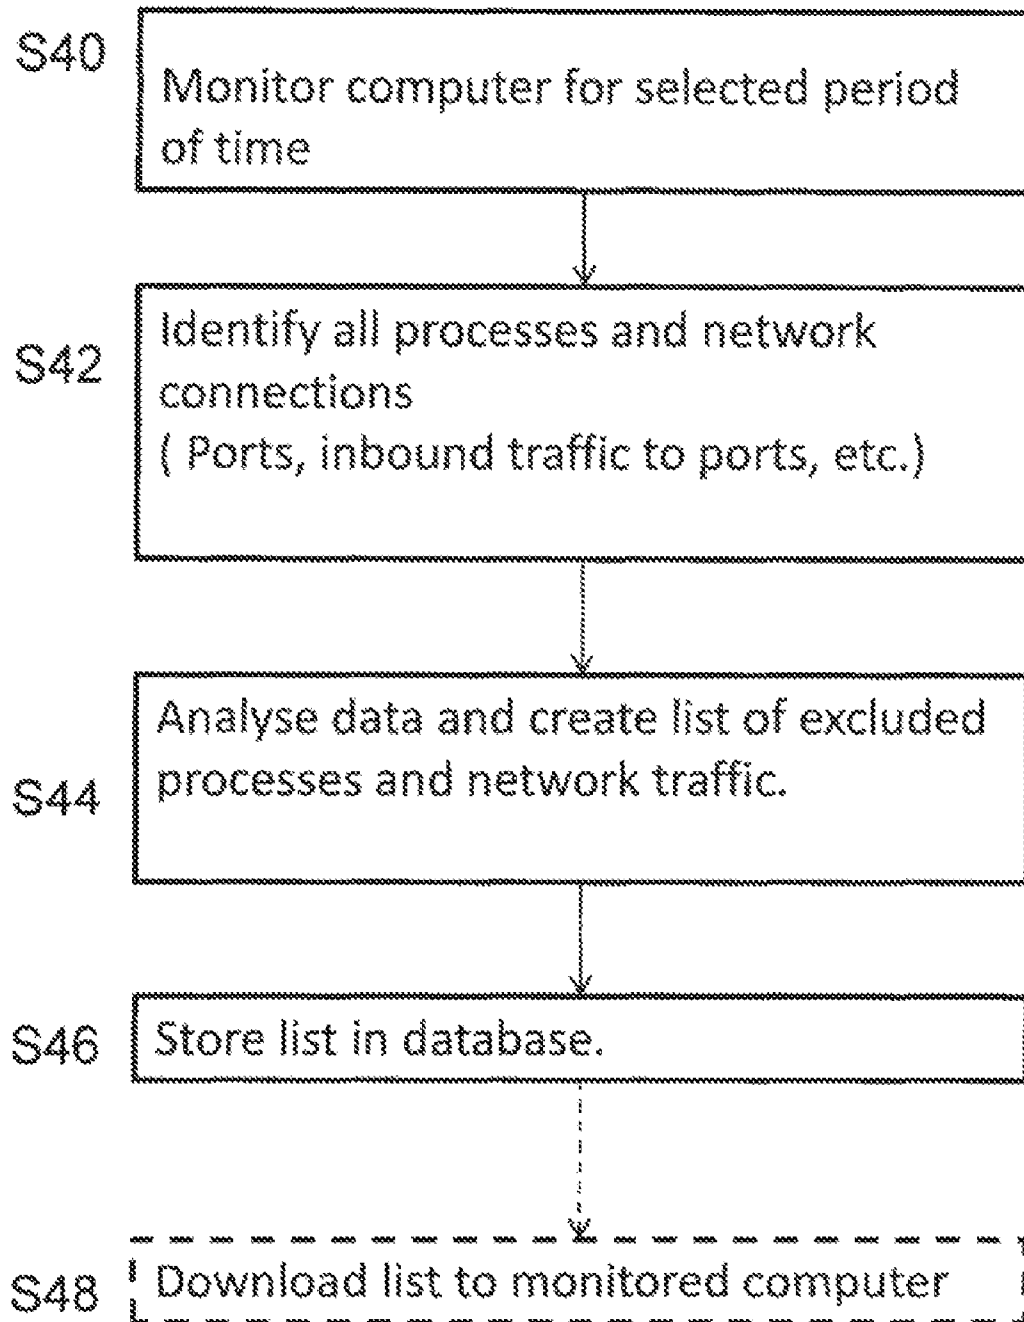 S40
Monitor computer for selected period
of time
S42
Identify all processes and network
connections
( Ports, inbound traffic to ports, etc.)
S44
Analyse data and create list of excluded
processes and network traffic.
S46
Store list in database.
S48
Download list to monitored computer